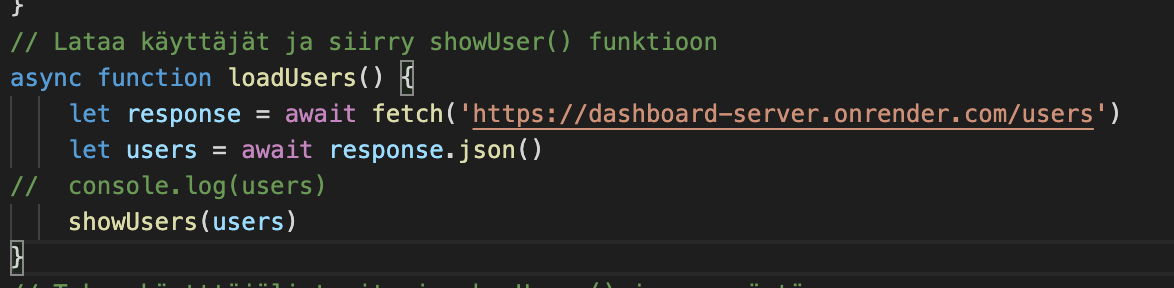 }
// Lataa käyttäjät ja siirry showUser() funktioon
async function loadUsers() {
    let response = await fetch('https://dashboard-server.onrender.com/users')
    let users = await response.json()
//  console.log(users)
    showUsers(users)
}